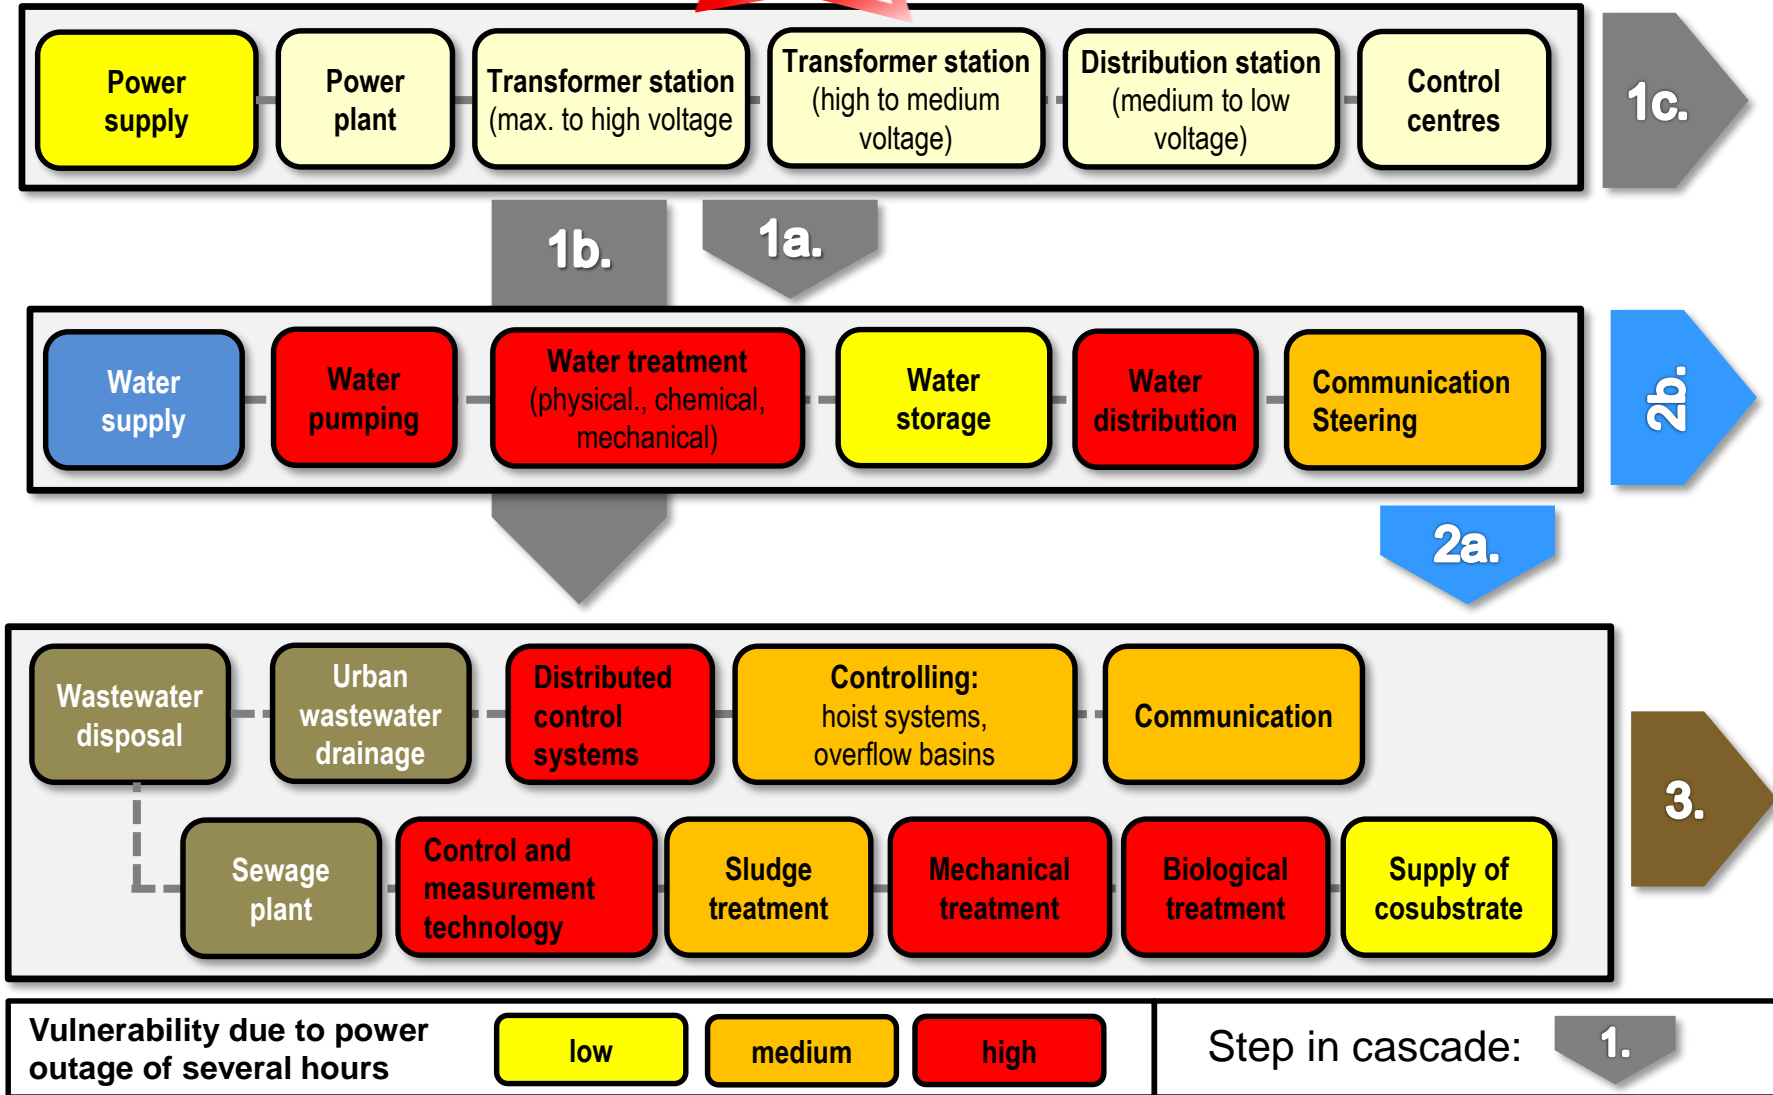 Power
supply
Power
plant
Transformer station
(max. to high voltage
Transformer station
(high to medium
voltage)
Distribution station
(medium to low
voltage)
Control
centres
1c.
1b.
1a.
Water
supply
Water
pumping
Water treatment
(physical., chemical,
mechanical)
Water
storage
Water
distribution
Communication
Steering
2b.
2a.
Wastewater
disposal
Urban
wastewater
drainage
Distributed
control
systems
Controlling:
hoist systems,
overflow basins
Communication
3.
Sewage
plant
Control and
measurement
technology
Sludge
treatment
Mechanical
treatment
Biological
treatment
Supply of
cosubstrate
Vulnerability due to power
outage of several hours
low
medium
high
Step in cascade:
1.